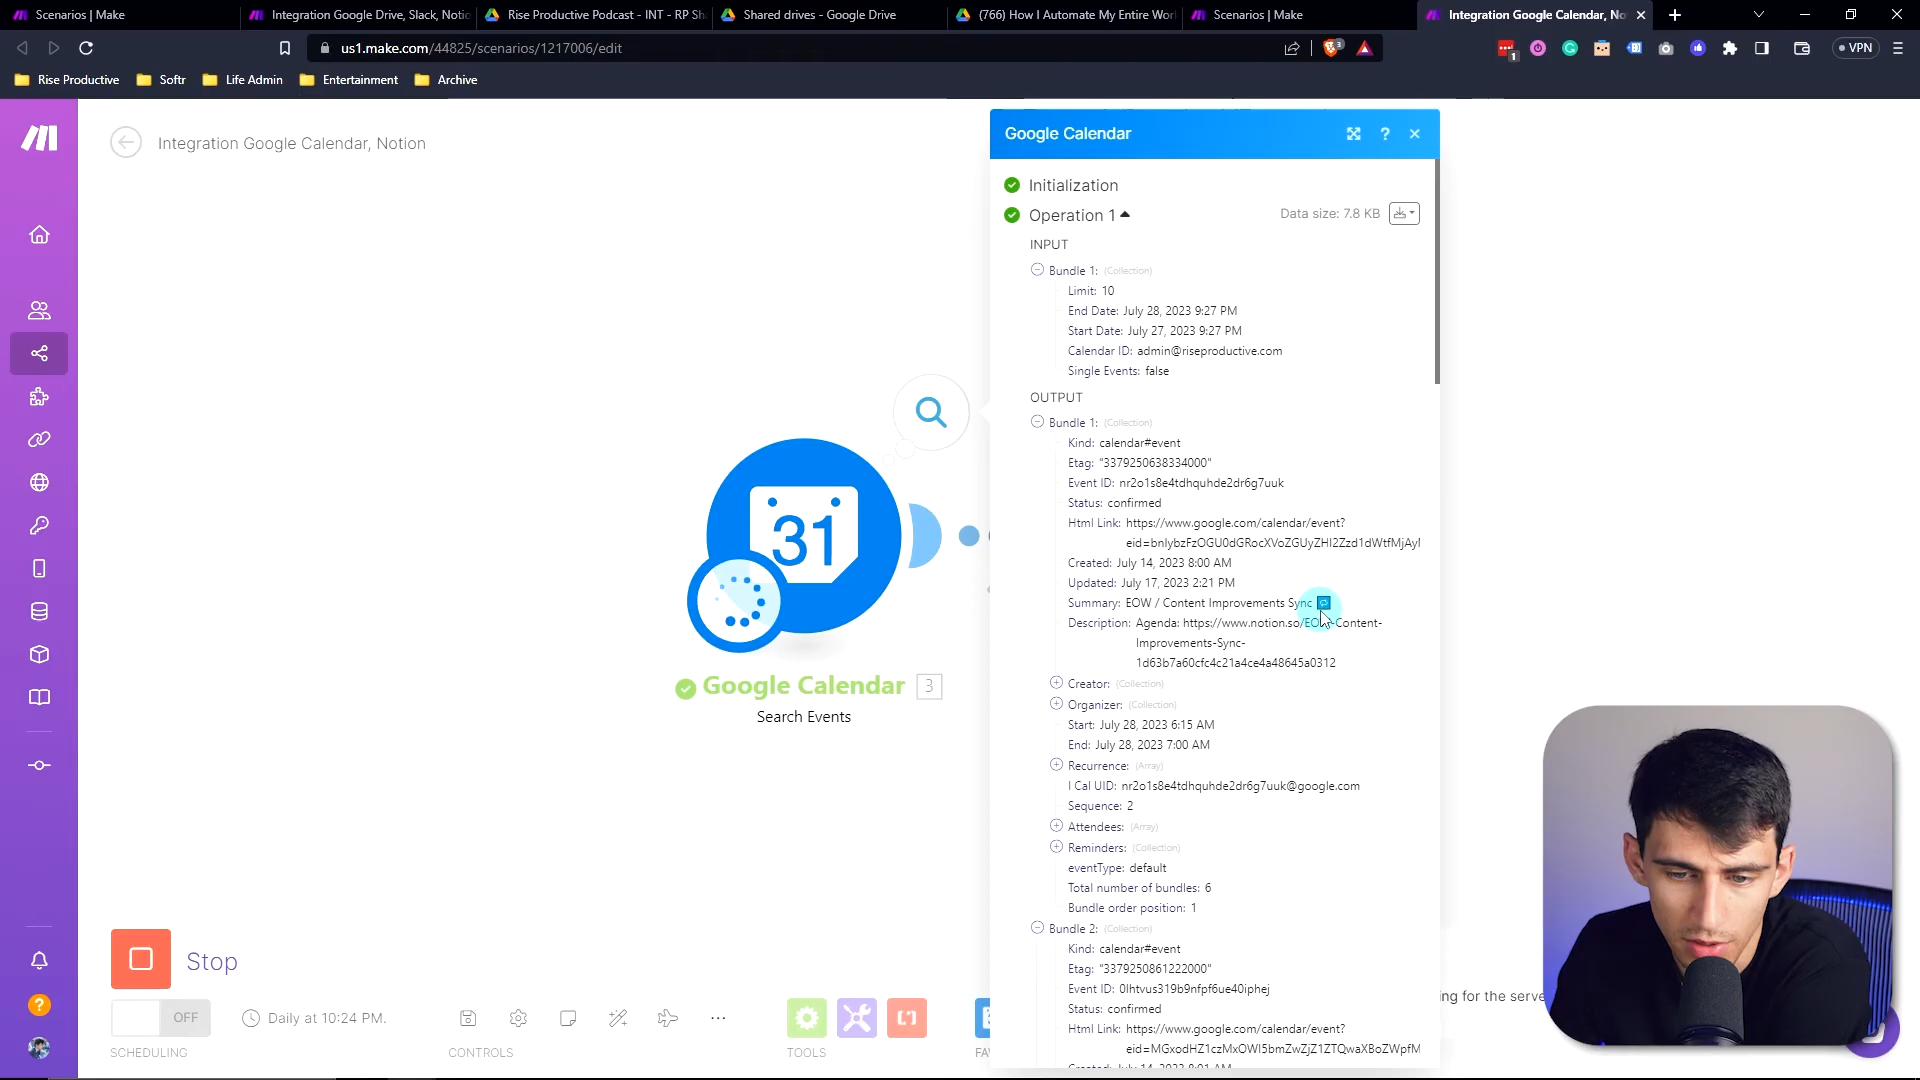 Scenarios | Make
Integration Google Drive, Slack, Notio
Rise Productive Podcast - INT - RP Sh
Shared drives - Google Drive
(766) How I Automate My Entire Wor
Scenarios | Make
Integration Google Calendar, No
us1.make.com/44825/scenarios/1217006/edit
VPN
Rise Productive
Softr
Life Admin
Entertainment
Archive
Integration Google Calendar, Notion
Google Calendar
Initialization
Operation 1
Data size: 7.8 KB
INPUT
Bundle 1: (Collection)
Limit: 10
End Date: July 28, 2023 9:27 PM
Start Date: July 27, 2023 9:27 PM
Calendar ID: admin@riseproductive.com
Single Events: false
OUTPUT
Bundle 1: (Collection)
Kind: calendar#event
Etag: "3379250638334000"
Event ID: nr2o1s8e4tdhquhde2dr6g7uuk
Status: confirmed
Html Link: https://www.google.com/calendar/event?
eid=bnIybzFzOGU0dGRocXVoZGUyZHI2Zzd1dWtfMjAyI
Created: July 14, 2023 8:00 AM
Updated: July 17, 2023 2:21 PM
Summary: EOW / Content Improvements Sync
Description: Agenda: https://www.notion.so/EOW-Content-
Improvements-Sync-
1d63b7a60cfc4c21a4ce4a48645a0312
Creator: (Collection)
Organizer: (Collection)
Start: July 28, 2023 6:15 AM
End: July 28, 2023 7:00 AM
Recurrence: (Array)
I Cal UID: nr2o1s8e4tdhquhde2dr6g7uuk@google.com
Sequence: 2
Attendees: (Array)
Reminders: (Collection)
eventType: default
Total number of bundles: 6
Bundle order position: 1
Bundle 2: (Collection)
Kind: calendar#event
Etag: "3379250861222000"
Event ID: 0lhtvus319b9nfpf6ue40iphej
Status: confirmed
Html Link: https://www.google.com/calendar/event?
eid=MGxodHZ1czMxOWI5bmZwZjZ1ZTQwaXBoZWpfM
Created: July 14, 2023 8:01 AM
31
Google Calendar 3
Search Events
Stop
OFF
Daily at 10:24 PM.
SCHEDULING
CONTROLS
TOOLS
FA
ing for the serve